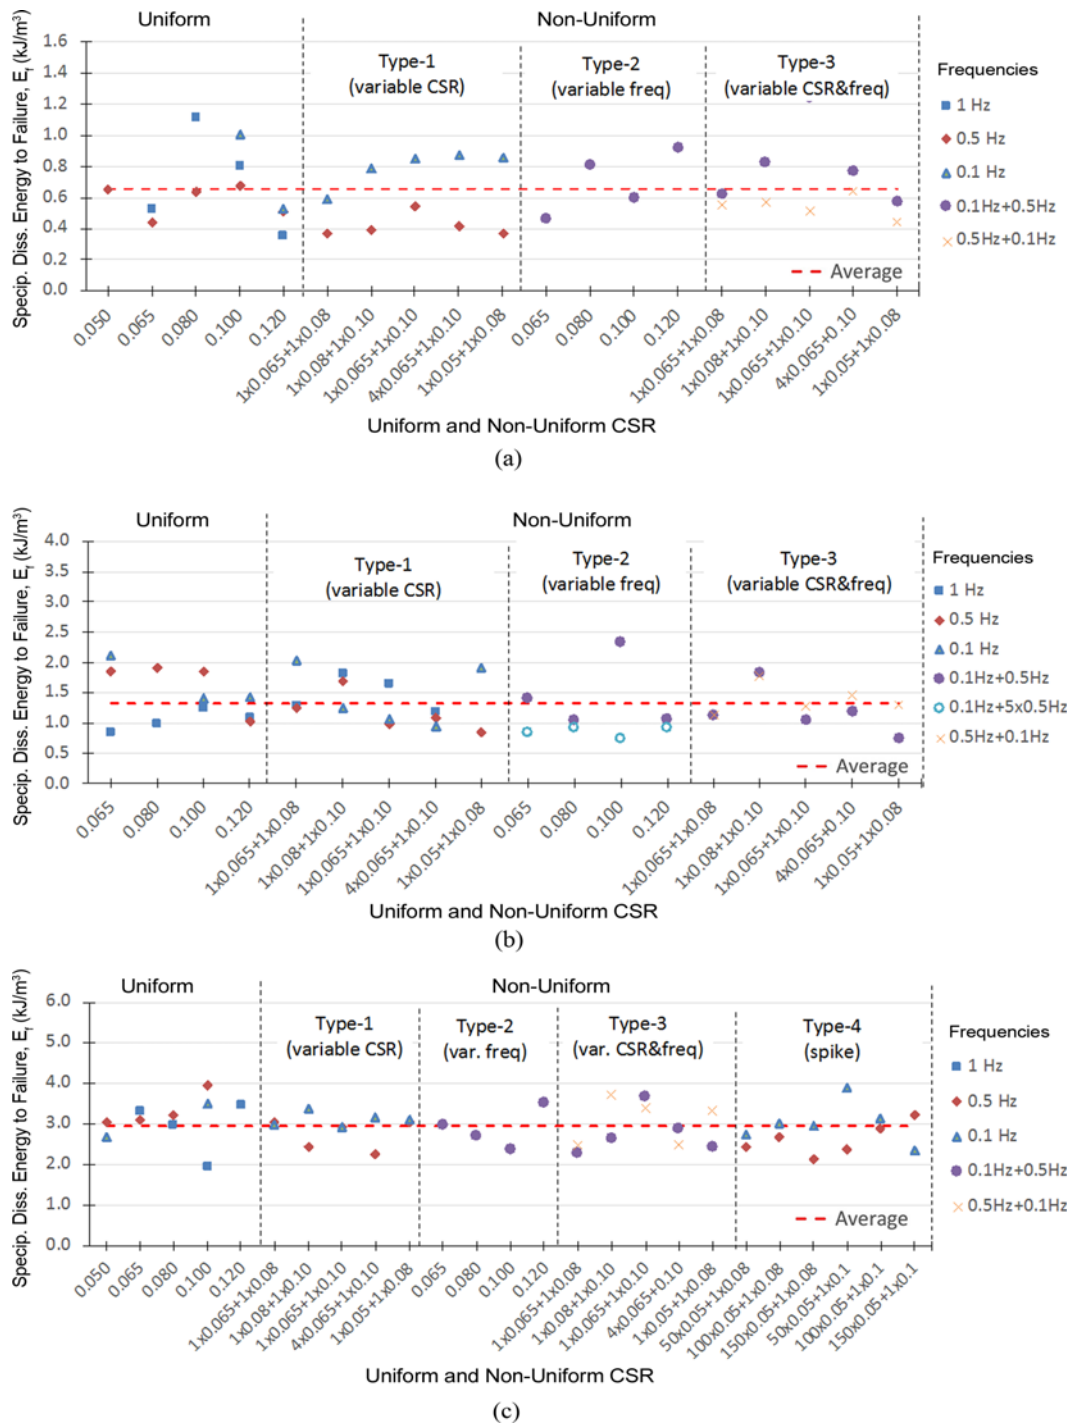 Uniform
Non-Uniform
Specip. Diss. Energy to Failure, Ef (kJ/m³)
1.6
1.4
1.2
1.0
0.8
0.6
0.4
0.2
0.0
Type-1
(variable CSR)
Type-2
(variable freq)
Type-3
(variable CSR&freq)
Average
Frequencies
1 Hz
0.5 Hz
0.1 Hz
0.1Hz+0.5Hz
0.5Hz+0.1Hz
0.050
0.065
0.080
0.100
0.120
1x0.065+1x0.08
1x0.08+1x0.10
1x0.065+1x0.10
4x0.065+1x0.10
1x0.05+1x0.08
0.065
0.080
0.100
0.120
1x0.065+1x0.08
1x0.08+1x0.10
1x0.065+1x0.10
4x0.065+0.10
1x0.05+1x0.08
Uniform and Non-Uniform CSR
(a)
Uniform
Non-Uniform
Specip. Diss. Energy to Failure, Ef (kJ/m³)
4.0
3.5
3.0
2.5
2.0
1.5
1.0
0.5
0.0
Type-1
(variable CSR)
Type-2
(variable freq)
Type-3
(variable CSR&freq)
Average
Frequencies
1 Hz
0.5 Hz
0.1 Hz
0.1Hz+0.5Hz
0.1Hz+5x0.5Hz
0.5Hz+0.1Hz
0.065
0.080
0.100
0.120
1x0.065+1x0.08
1x0.08+1x0.10
1x0.065+1x0.10
4x0.065+1x0.10
1x0.05+1x0.08
0.065
0.080
0.100
0.120
1x0.065+1x0.08
1x0.08+1x0.10
1x0.065+1x0.10
4x0.065+0.10
1x0.05+1x0.08
Uniform and Non-Uniform CSR
(b)
Uniform
Non-Uniform
Specip. Diss. Energy to Failure, Ef (kJ/m³)
6.0
5.0
4.0
3.0
2.0
1.0
0.0
Type-1
(variable CSR)
Type-2
(var. freq)
Type-3
(var. CSR&freq)
Type-4
(spike)
Average
Frequencies
1 Hz
0.5 Hz
0.1 Hz
0.1Hz+0.5Hz
0.5Hz+0.1Hz
0.050
0.065
0.080
0.100
0.120
1x0.065+1x0.08
1x0.08+1x0.10
1x0.065+1x0.10
4x0.065+1x0.10
1x0.05+1x0.08
0.065
0.080
0.100
0.120
1x0.065+1x0.08
1x0.08+1x0.10
1x0.065+1x0.10
4x0.065+0.10
1x0.05+1x0.08
50x0.05+1x0.08
100x0.05+1x0.08
150x0.05+1x0.08
50x0.05+1x0.1
100x0.05+1x0.1
150x0.05+1x0.1
Uniform and Non-Uniform CSR
(c)